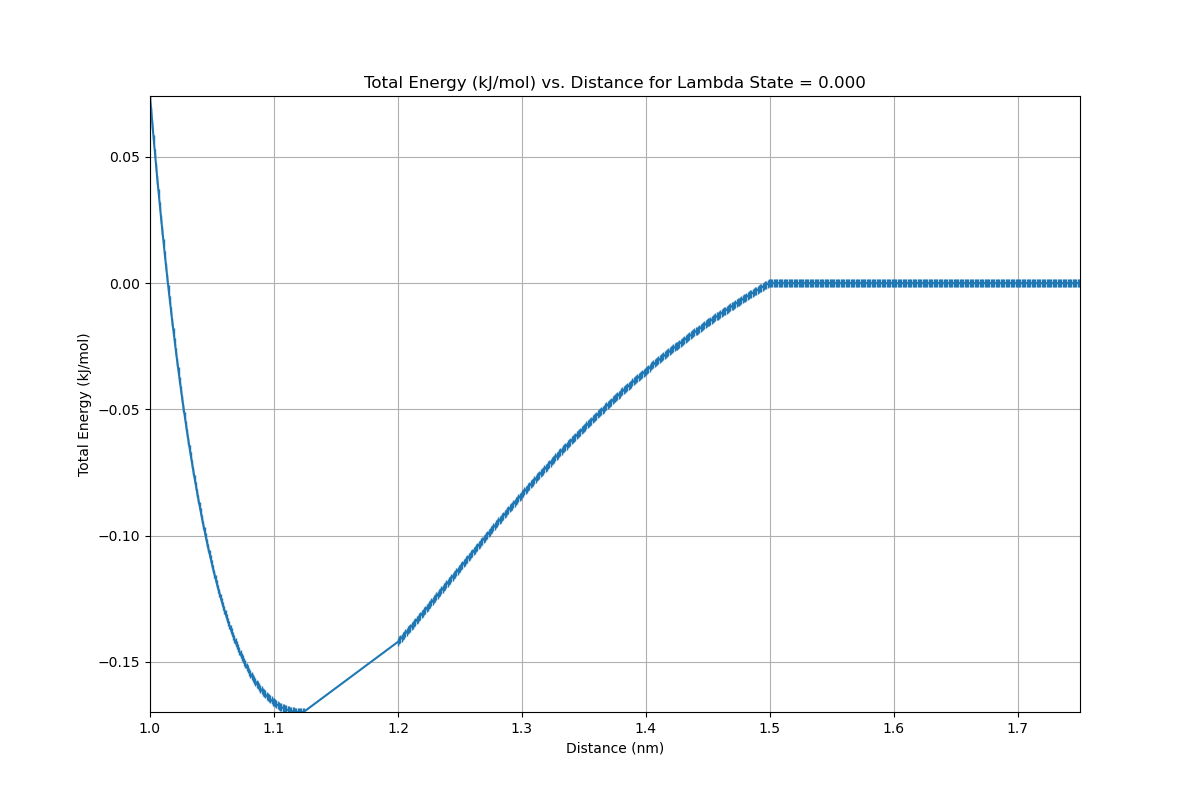 Total Energy (kJ/mol) vs. Distance for Lambda State = 0.000
Total Energy (kJ/mol)
0.05
0.00
−0.05
−0.10
−0.15
1.0 1.1 1.2 1.3 1.4 1.5 1.6 1.7
Distance (nm)